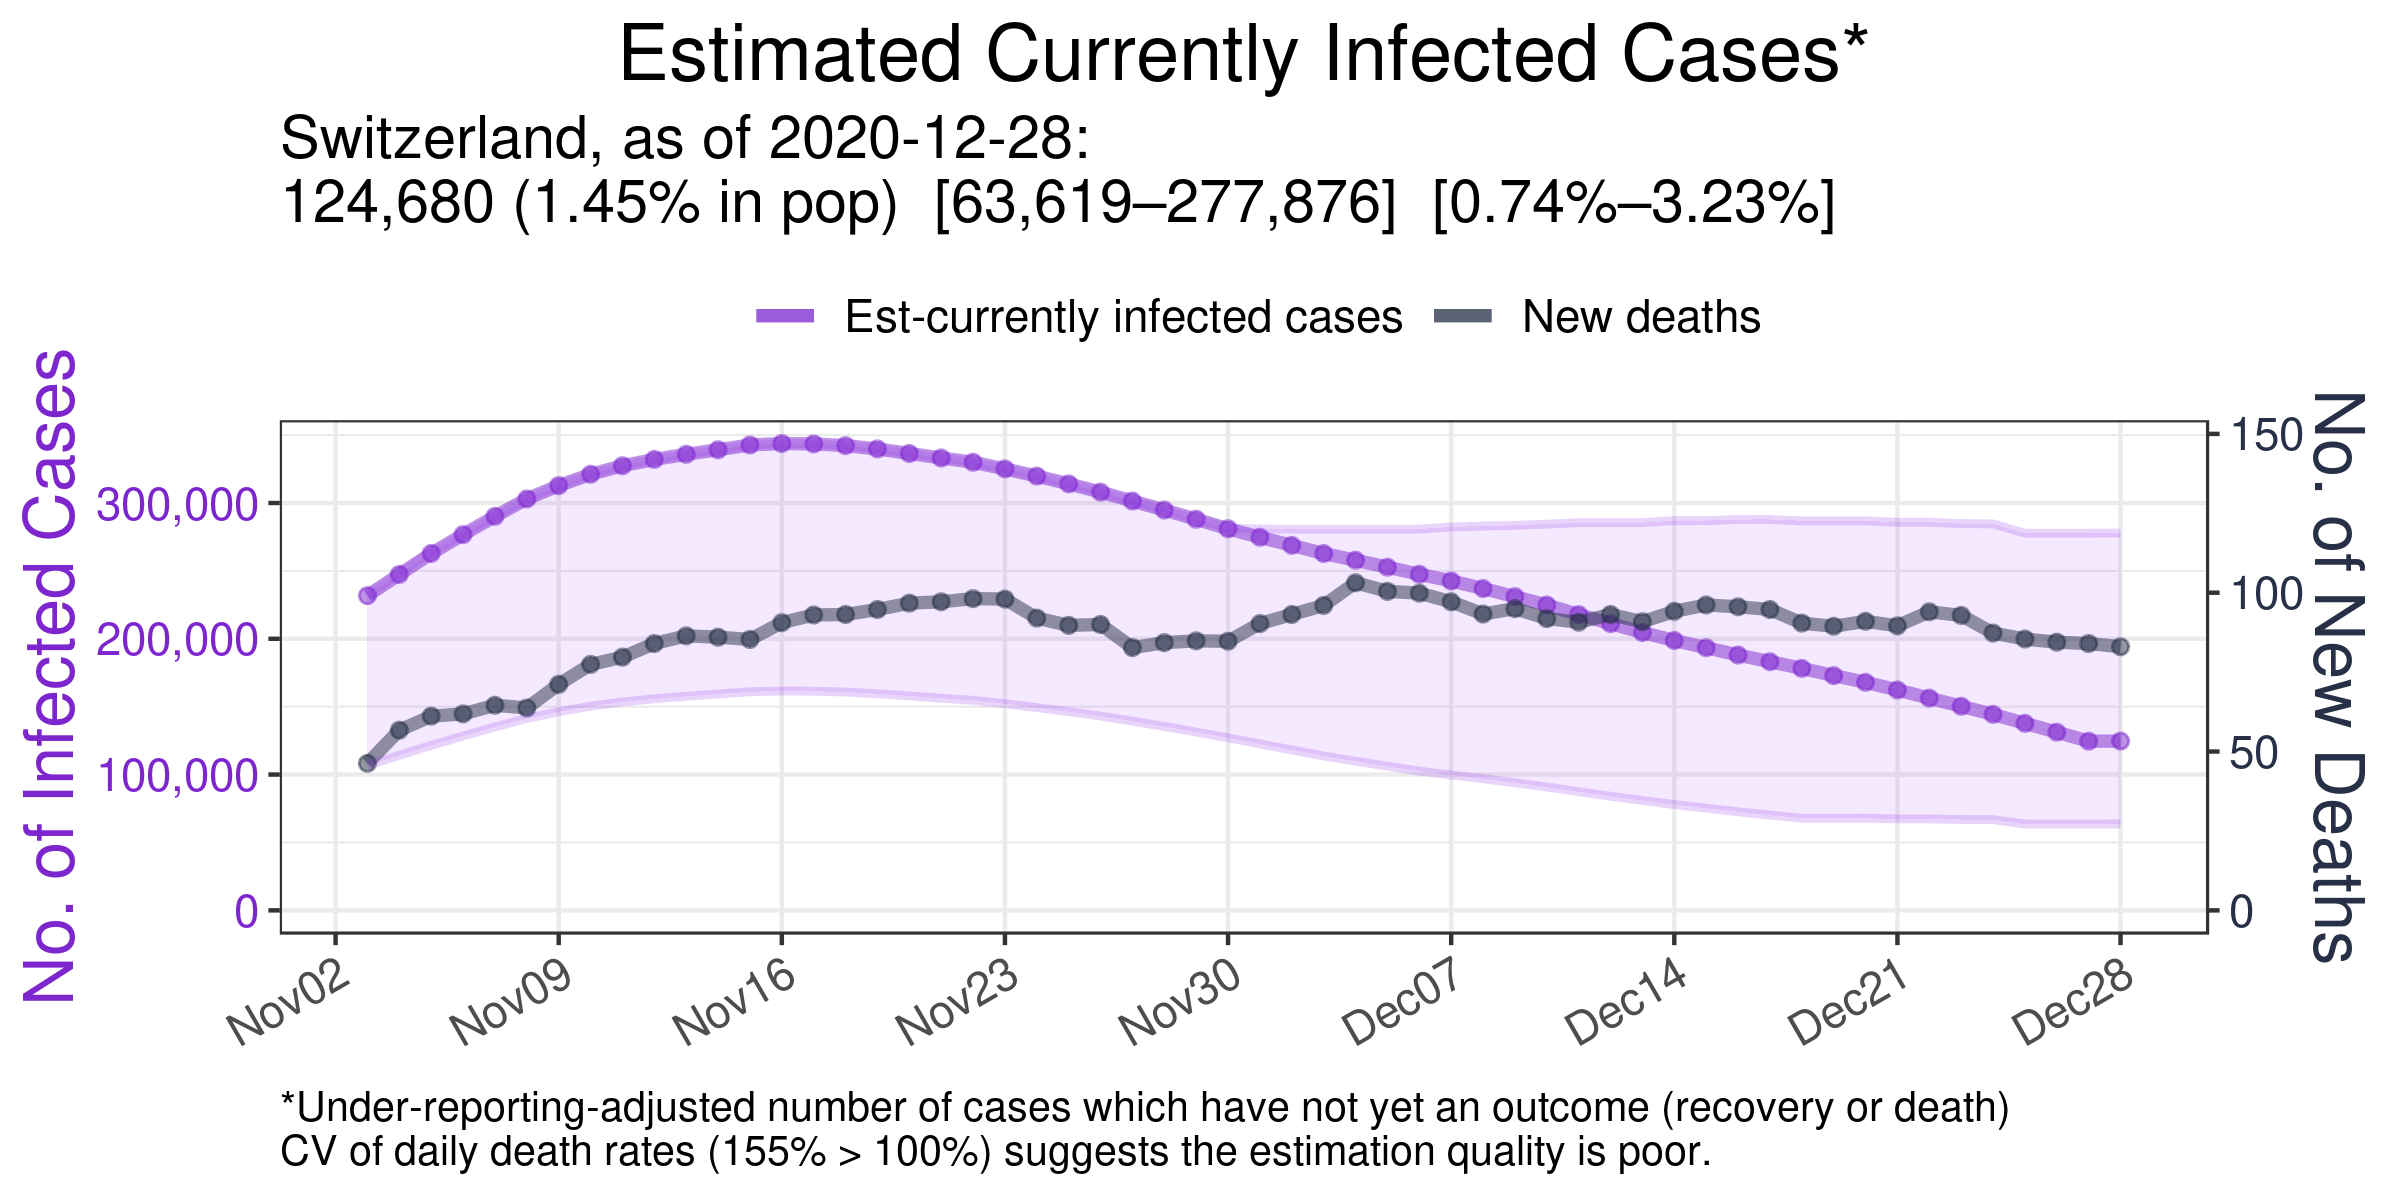 Estimated Currently Infected Cases*
Switzerland, as of 2020-12-28:
124,680 (1.45% in pop)  [63,619–277,876]  [0.74%–3.23%]
Est-currently infected cases
New deaths
No. of Infected Cases
300,000
200,000
100,000
0
150
100
50
0
No. of New Deaths
Nov02
Nov09
Nov16
Nov23
Nov30
Dec07
Dec14
Dec21
Dec28
*Under-reporting-adjusted number of cases which have not yet an outcome (recovery or death)
CV of daily death rates (155% > 100%) suggests the estimation quality is poor.